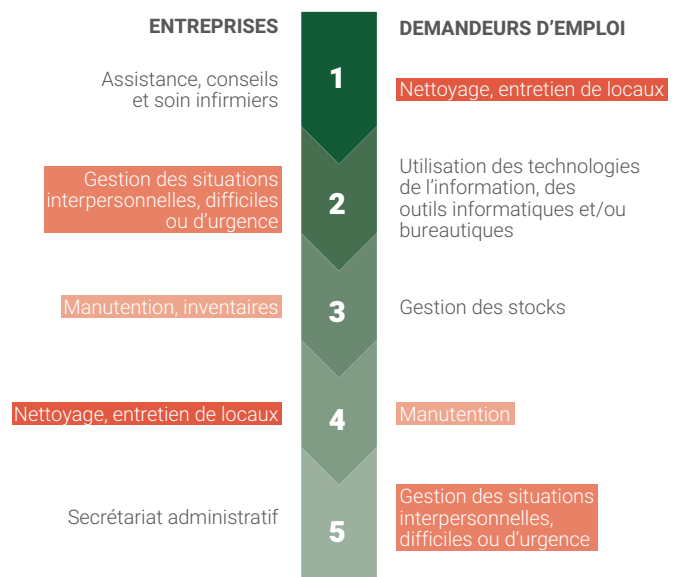 ENTREPRISES
DEMANDEURS D'EMPLOI
Assistance, conseils
et soin infirmiers
1
Nettoyage, entretien de locaux
Gestion des situations
interpersonnelles, difficiles
ou d'urgence
2
Utilisation des technologies
de l'information, des
outils informatiques et/ou
bureautiques
Manutention, inventaires
3
Gestion des stocks
Nettoyage, entretien de locaux
4
Manutention
Secrétariat administratif
5
Gestion des situations
interpersonnelles,
difficiles ou d'urgence